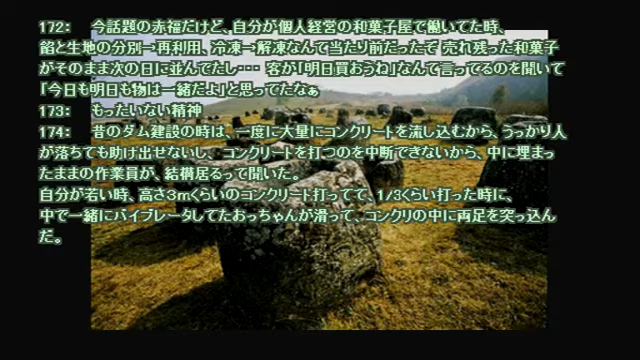 172: 今話題の赤福だけど、自分が個人経営の和菓子屋で働いてた時、
餡と生地の分別→再利用、冷凍→解凍なんて当たり前だったぞ 売れ残った和菓子
がそのまま次の日に並んでたし・・・ 客が「明日買おうね」なんて言ってるのを聞いて
「今日も明日も物は一緒だよ」と思ってたなぁ
173: もったいない精神
174: 昔のダム建設の時は、一度に大量にコンクリートを流し込むから、うっかり人
が落ちても助け出せないし、コンクリートを打つのを中断できないから、中に埋まっ
たままの作業員が、結構居るって聞いた。
自分が若い時、高さ3mくらいのコンクリート打ってて、1/3くらい打った時に、
中で一緒にバイブレータしてたおっちゃんが滑って、コンクリの中に両足を突っ込ん
だ。